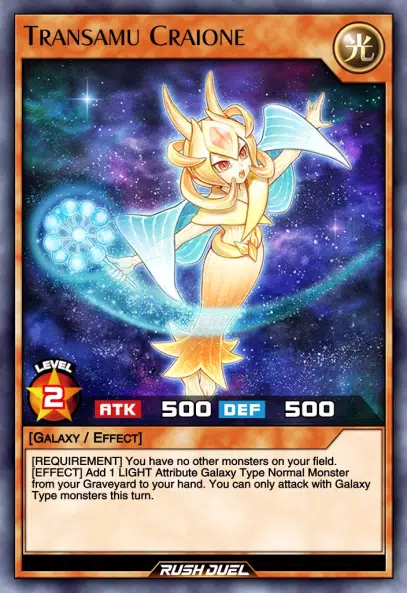 TRANSAMU CRAIONE
光
LEVEL
2
ATK 500 DEF 500
[GALAXY / EFFECT]
[REQUIREMENT] You have no other monsters on your field.
[EFFECT] Add 1 LIGHT Attribute Galaxy Type Normal Monster
from your Graveyard to your hand. You can only attack with Galaxy
Type monsters this turn.
RUSH DUEL